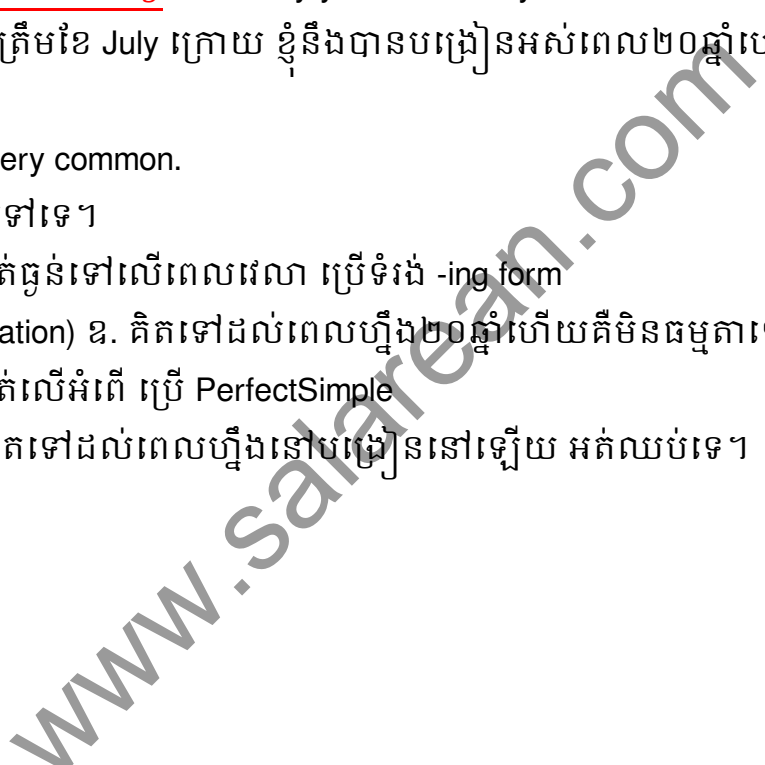 ត្រឹមខែ July ក្រោយ ខ្ញុំនឹងបានបង្រៀនអស់ពេល២០ឆ្នាំ
ery common.
ទៅទេ។
ត់ធ្ងន់ទៅលើពេលវេលា ប្រើទំរង់ -ing form
ation) ឧ. គិតទៅដល់ពេលហ្នឹង២០ឆ្នាំហើយគឺមិនធម្មតា
ត់លើអំពើ ប្រើ PerfectSimple
តទៅដល់ពេលហ្នឹងនៅបង្រៀននៅឡើយ អត់ឈប់ទេ។
www.salarean.com